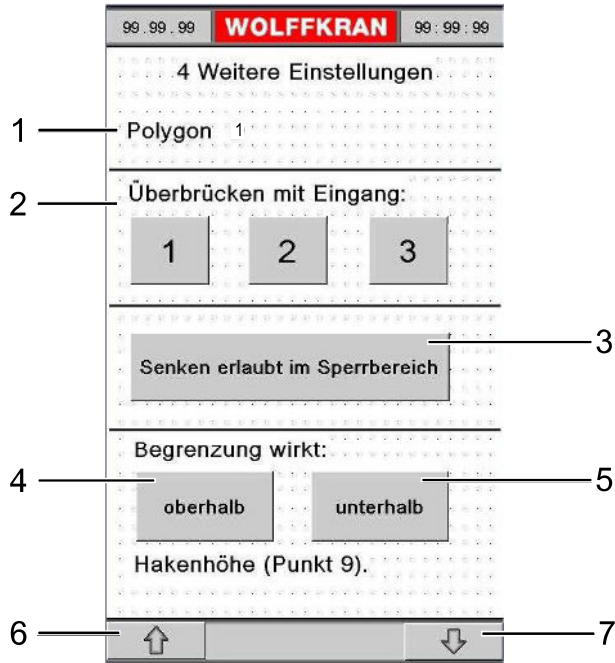 99.99.99 WOLFFKRAN 99:99:99
4 Weitere Einstellungen
1 Polygon 1
2 Überbrücken mit Eingang:
1 2 3
3
Senken erlaubt im Sperrbereich
Begrenzung wirkt:
4 5
oberhalb unterhalb
Hakenhöhe (Punkt 9).
6 7